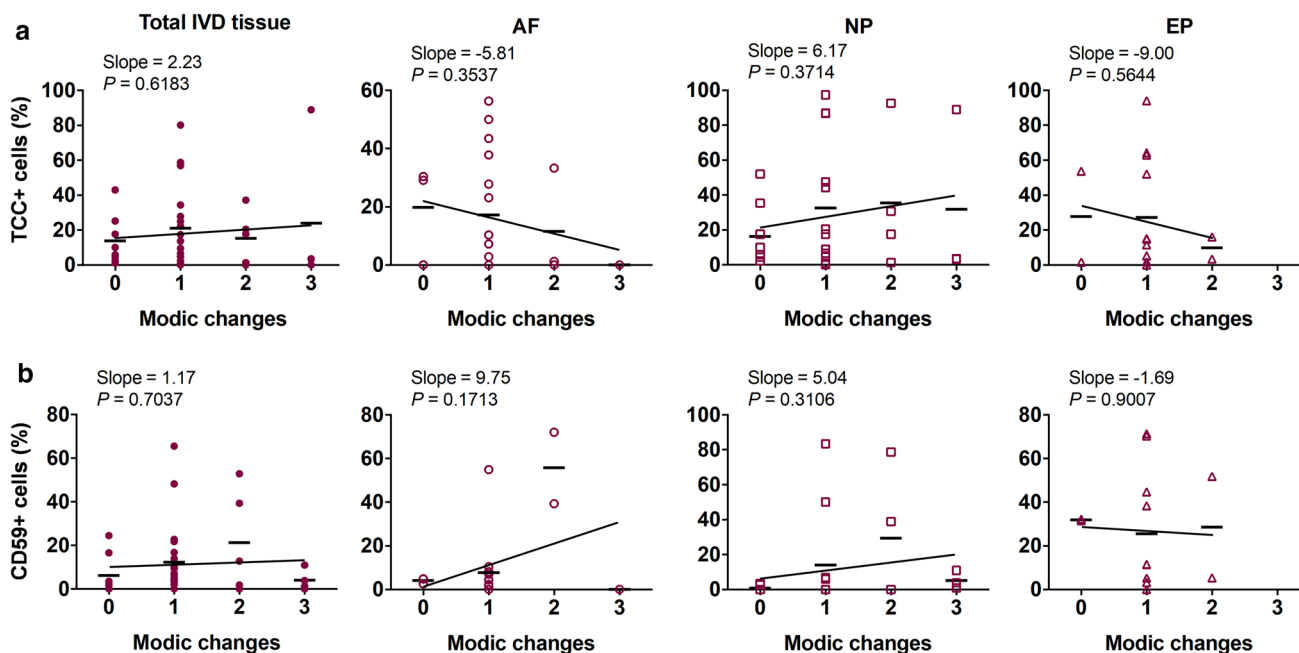 a
Total IVD tissue
AF
NP
EP
Slope = 2.23
P = 0.6183
Slope = -5.81
P = 0.3537
Slope = 6.17
P = 0.3714
Slope = -9.00
P = 0.5644
TCC+ cells (%)
100
80
60
40
20
0
0 1 2 3
Modic changes
60
40
20
0
0 1 2 3
Modic changes
100
80
60
40
20
0
0 1 2 3
Modic changes
100
80
60
40
20
0
0 1 2 3
Modic changes
b
Slope = 1.17
P = 0.7037
Slope = 9.75
P = 0.1713
Slope = 5.04
P = 0.3106
Slope = -1.69
P = 0.9007
CD59+ cells (%)
80
60
40
20
0
0 1 2 3
Modic changes
80
60
40
20
0
0 1 2 3
Modic changes
100
80
60
40
20
0
0 1 2 3
Modic changes
80
60
40
20
0
0 1 2 3
Modic changes